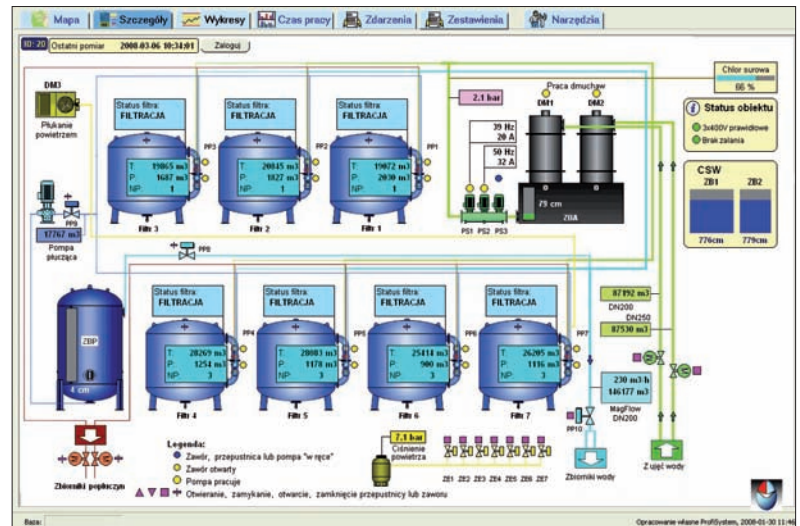 Mapa Szczegóły Wykresy Czas pracy Zdarzenia Zestawienia Narzędzia
10:20 Ostatni pomiar 2008-03-06 10:34:01 Zaloguj
DM3
Płukanie
powietrzem
Status filtra:
FILTRACJA
Status filtra:
FILTRACJA
Status filtra:
FILTRACJA
T: 19065 m3
P: 1687 m3
NP: 1
PP3
Filtr 3
T: 20845 m3
P: 1827 m3
NP: 1
PP2
Filtr 2
T: 19072 m3
P: 2030 m3
NP: 1
PP1
Filtr 1
2.1 bar
Praca dmuchaw
DM1 DM2
39 Hz
20 A
50 Hz
32 A
79 cm
ZBA
PS1 PS2 PS3
Chlor surowa
66 %
Status obiektu
3x400V prawidłowe
Brak zalania
CSW
ZB1 ZB2
776cm 779cm
PP9
17767 m3
Pompa
płucząca
PP8
ZBP
4 cm
Status filtra:
FILTRACJA
Status filtra:
FILTRACJA
Status filtra:
FILTRACJA
Status filtra:
FILTRACJA
T: 28269 m3
P: 1254 m3
NP: 3
PP4
Filtr 4
T: 28083 m3
P: 1178 m3
NP: 3
PP5
Filtr 5
T: 25414 m3
P: 900 m3
NP: 3
PP6
Filtr 6
T: 26205 m3
P: 1116 m3
NP: 3
PP7
Filtr 7
87192 m3
DN200
DN250
87530 m3
230 m3/h
146177 m3
MagFlow
DN200
PP10
Zbiorniki popłuczyn
Legenda:
Zawór, przepustnica lub pompa "w ręce"
Zawór otwarty
Pompa pracuje
Otwieranie, zamykanie, otwarcie, zamknięcie przepustnicy lub zaworu
7.1 bar
Ciśnienie
powietrza
ZE1 ZE2 ZE3 ZE4 ZE5 ZE6 ZE7
Zbiorniki wody
Z ujęć wody
Baza:
Opracowanie własne ProfiSystem, 2008-01-30 11:46